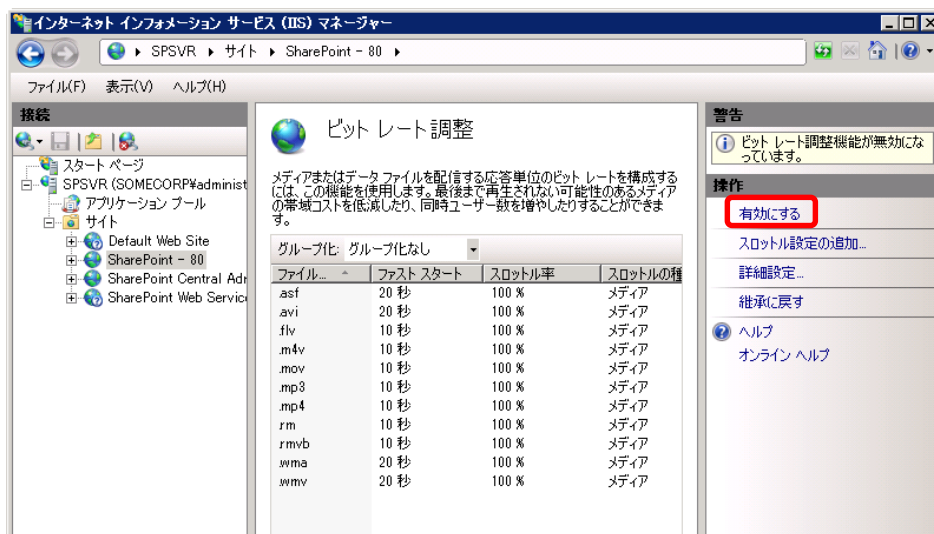 インターネット インフォメーション サービス (IIS) マネージャー
SPSVR ▸ サイト ▸ SharePoint - 80 ▸
ファイル(F) 表示(V) ヘルプ(H)
接続
スタート ページ
SPSVR (SOMECORP¥administ
アプリケーション プール
サイト
Default Web Site
SharePoint - 80
SharePoint Central Adr
SharePoint Web Servic
ビット レート調整
メディアまたはデータ ファイルを配信する応答単位のビット レートを構成する
には、この機能を使用します。最後まで再生されない可能性のあるメディア
の帯域コストを低減したり、同時ユーザー数を増やしたりすることができま
す。
グループ化: グループ化なし
ファイル... ファスト スタート スロットル率 スロットルの種
.asf 20 秒 100 % メディア
.avi 20 秒 100 % メディア
.flv 10 秒 100 % メディア
.m4v 10 秒 100 % メディア
.mov 10 秒 100 % メディア
.mp3 10 秒 100 % メディア
.mp4 10 秒 100 % メディア
.rm 10 秒 100 % メディア
.rmvb 10 秒 100 % メディア
.wma 20 秒 100 % メディア
.wmv 20 秒 100 % メディア
警告
ビット レート調整機能が無効にな
っています。
操作
有効にする
スロットル設定の追加...
詳細設定...
継承に戻す
ヘルプ
オンライン ヘルプ